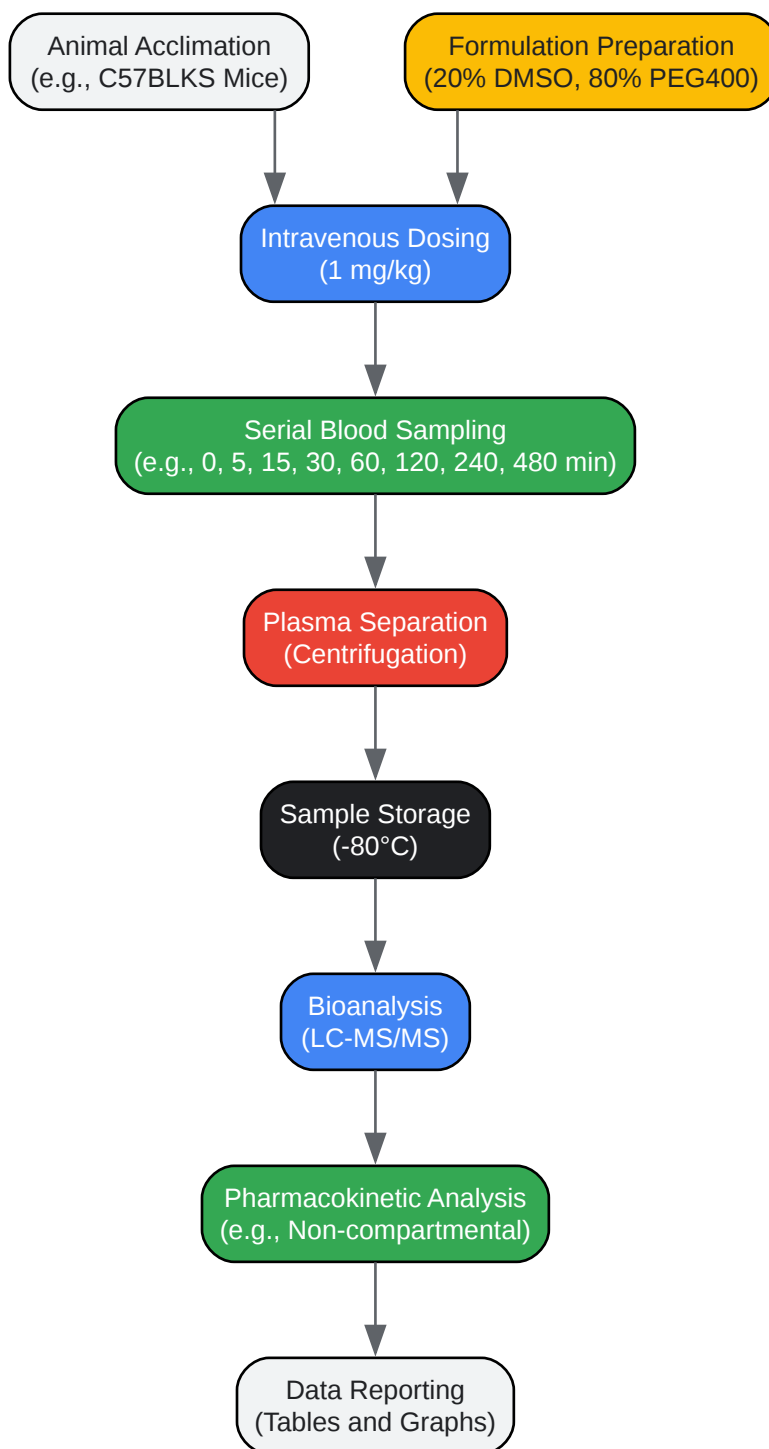 Animal Acclimation
(e.g., C57BLKS Mice)
Formulation Preparation
(20% DMSO, 80% PEG400)
Intravenous Dosing
(1 mg/kg)
Serial Blood Sampling
(e.g., 0, 5, 15, 30, 60, 120, 240, 480 min)
Plasma Separation
(Centrifugation)
Sample Storage
(-80°C)
Bioanalysis
(LC-MS/MS)
Pharmacokinetic Analysis
(e.g., Non-compartmental)
Data Reporting
(Tables and Graphs)